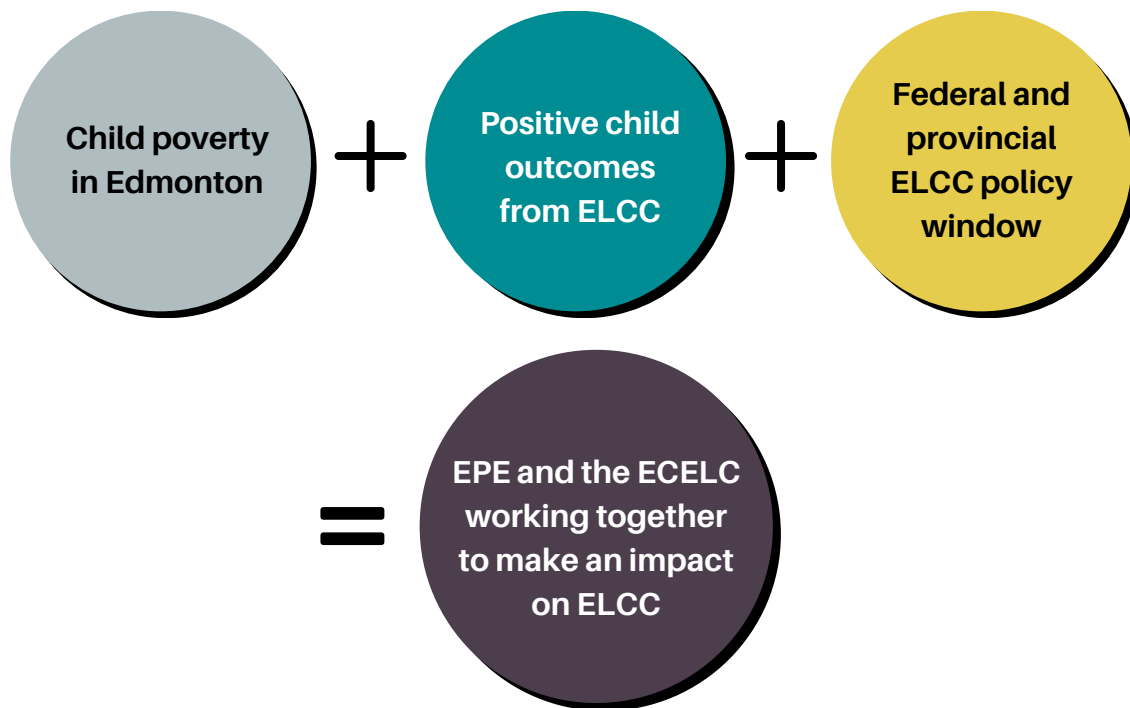 Child poverty
in Edmonton
+
Positive child
outcomes
from ELCC
+
Federal and
provincial
ELCC policy
window
=
EPE and the ECELC
working together
to make an impact
on ELCC